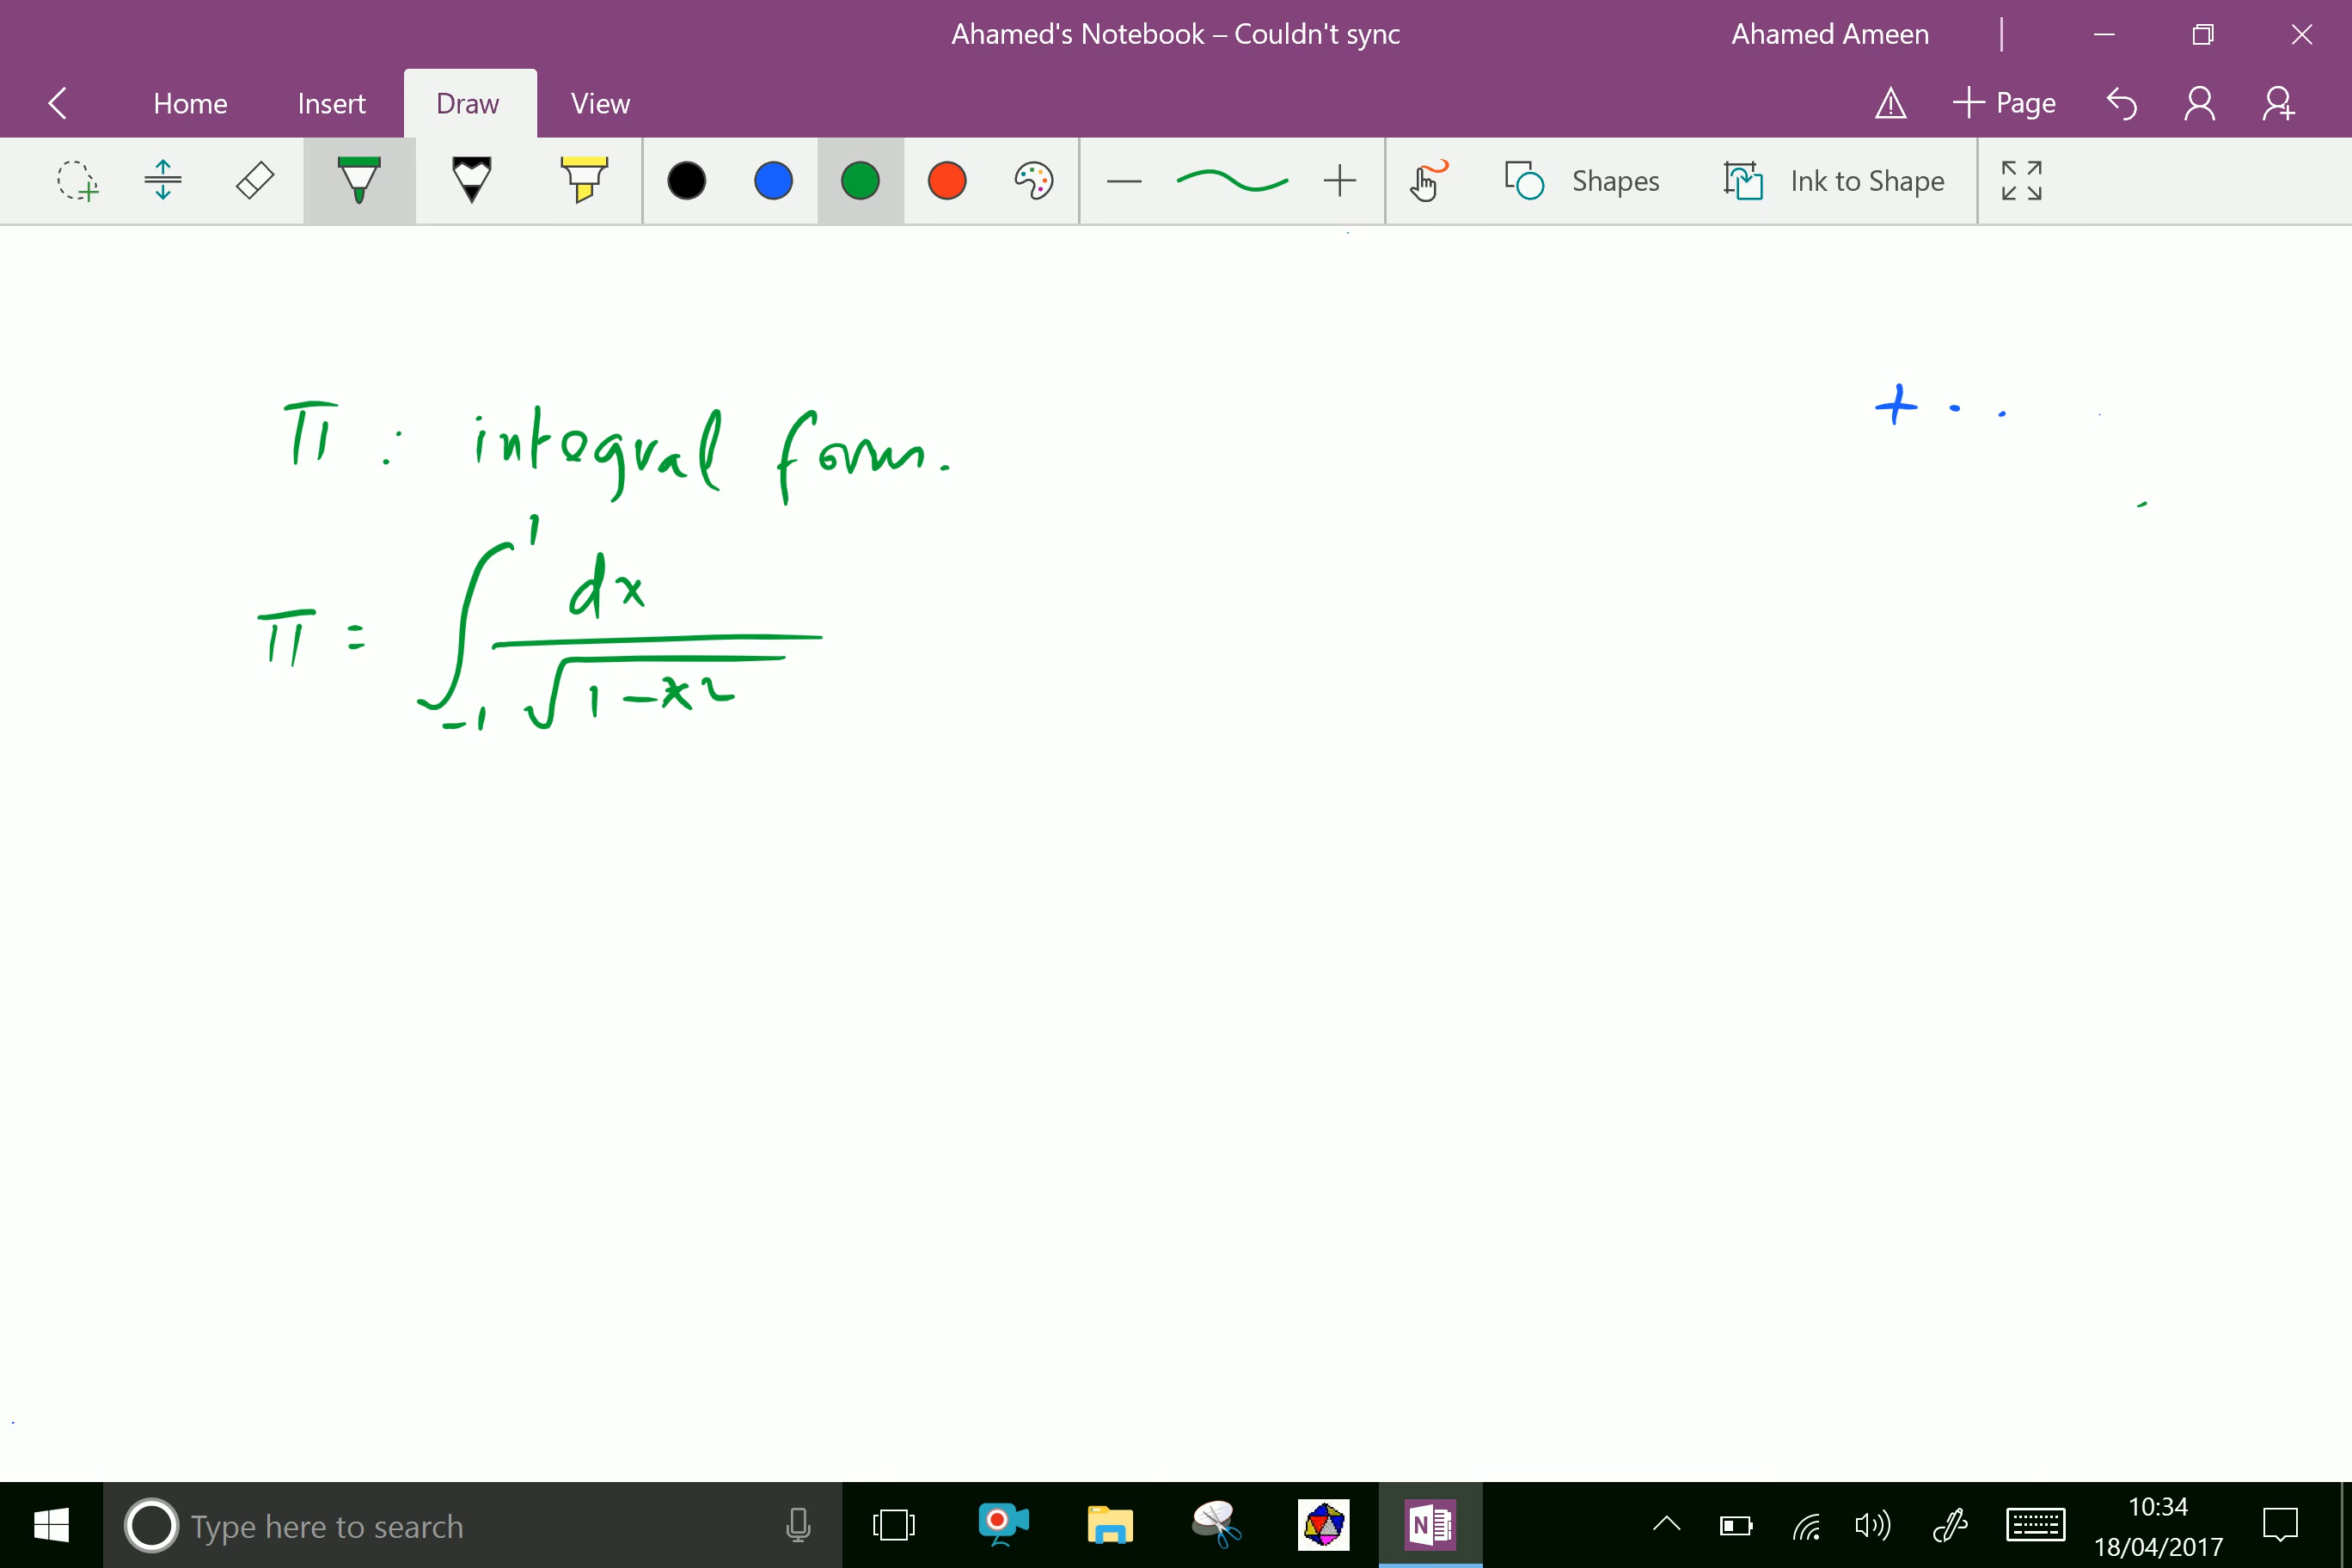 Ahamed's Notebook – Couldn't sync
Ahamed Ameen
Home Insert Draw View
Page
Shapes Ink to Shape
π : integral form.
+ . .
π = ∫_{-1}^{1} dx / √(1-x²)
Type here to search
N
10:34
18/04/2017